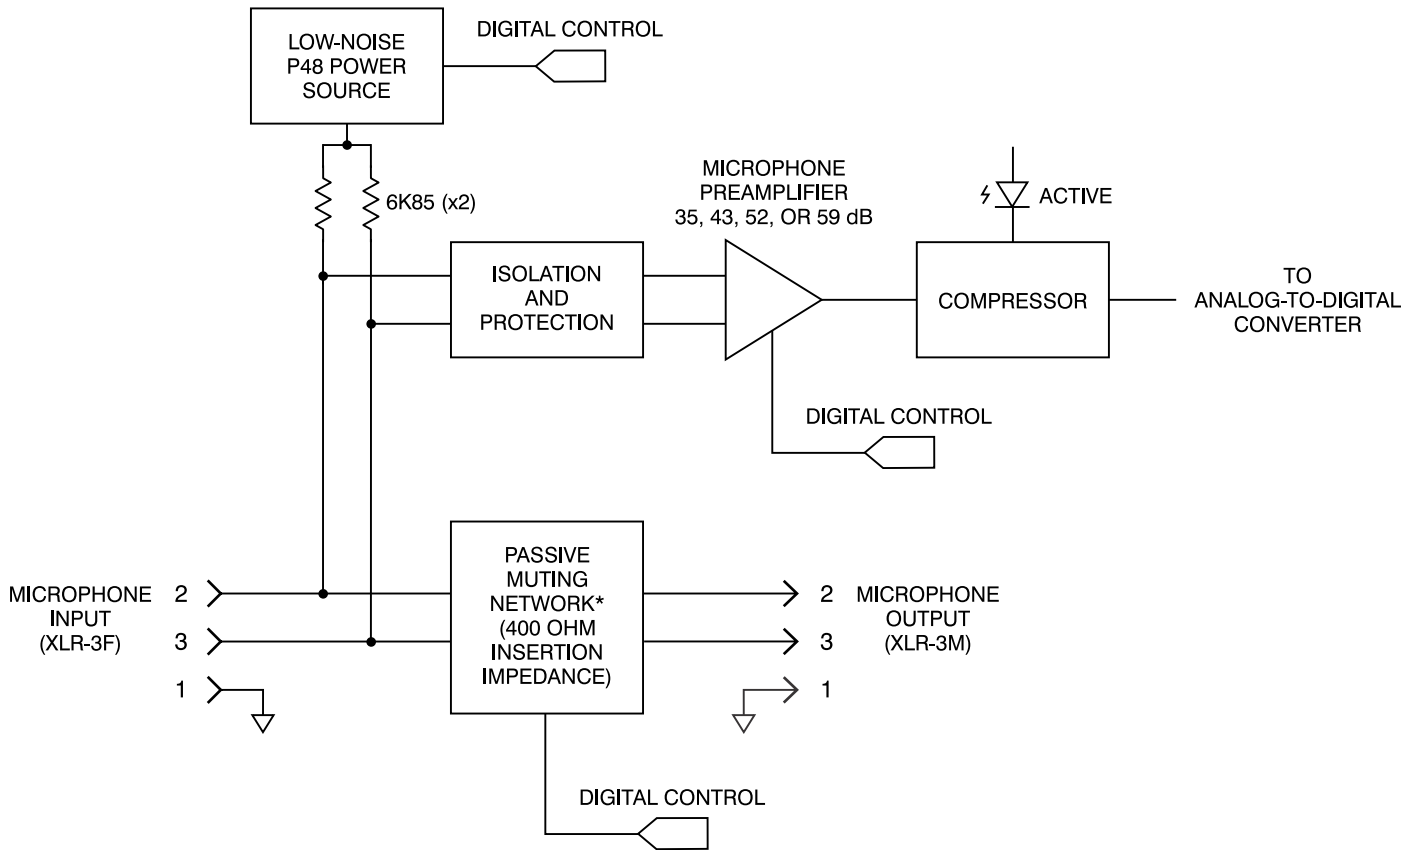 LOW-NOISE
P48 POWER
SOURCE
DIGITAL CONTROL
6K85 (x2)
MICROPHONE
PREAMPLIFIER
35, 43, 52, OR 59 dB
ACTIVE
ISOLATION
AND
PROTECTION
COMPRESSOR
TO
ANALOG-TO-DIGITAL
CONVERTER
DIGITAL CONTROL
MICROPHONE
INPUT
(XLR-3F)
2
3
1
PASSIVE
MUTING
NETWORK*
(400 OHM
INSERTION
IMPEDANCE)
2
3
1
MICROPHONE
OUTPUT
(XLR-3M)
DIGITAL CONTROL